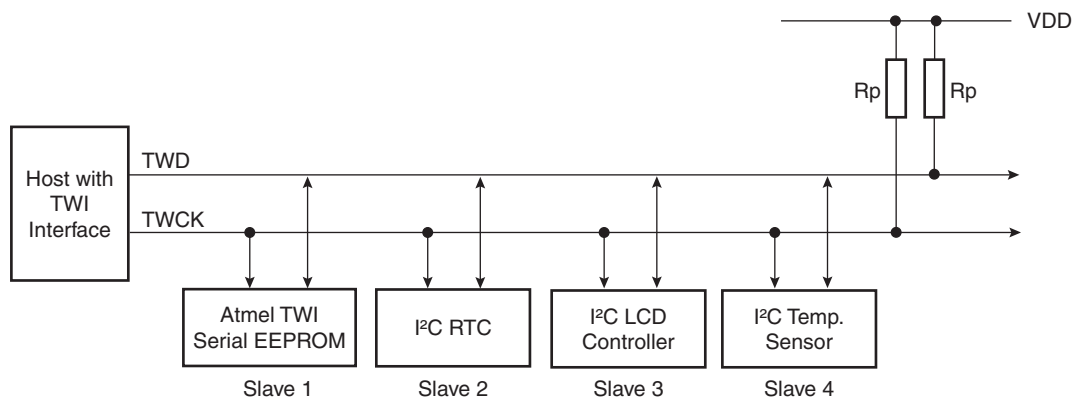 VDD
Rp Rp
Host with
TWI
Interface
TWD
TWCK
Atmel TWI
Serial EEPROM
Slave 1
I²C RTC
Slave 2
I²C LCD
Controller
Slave 3
I²C Temp.
Sensor
Slave 4